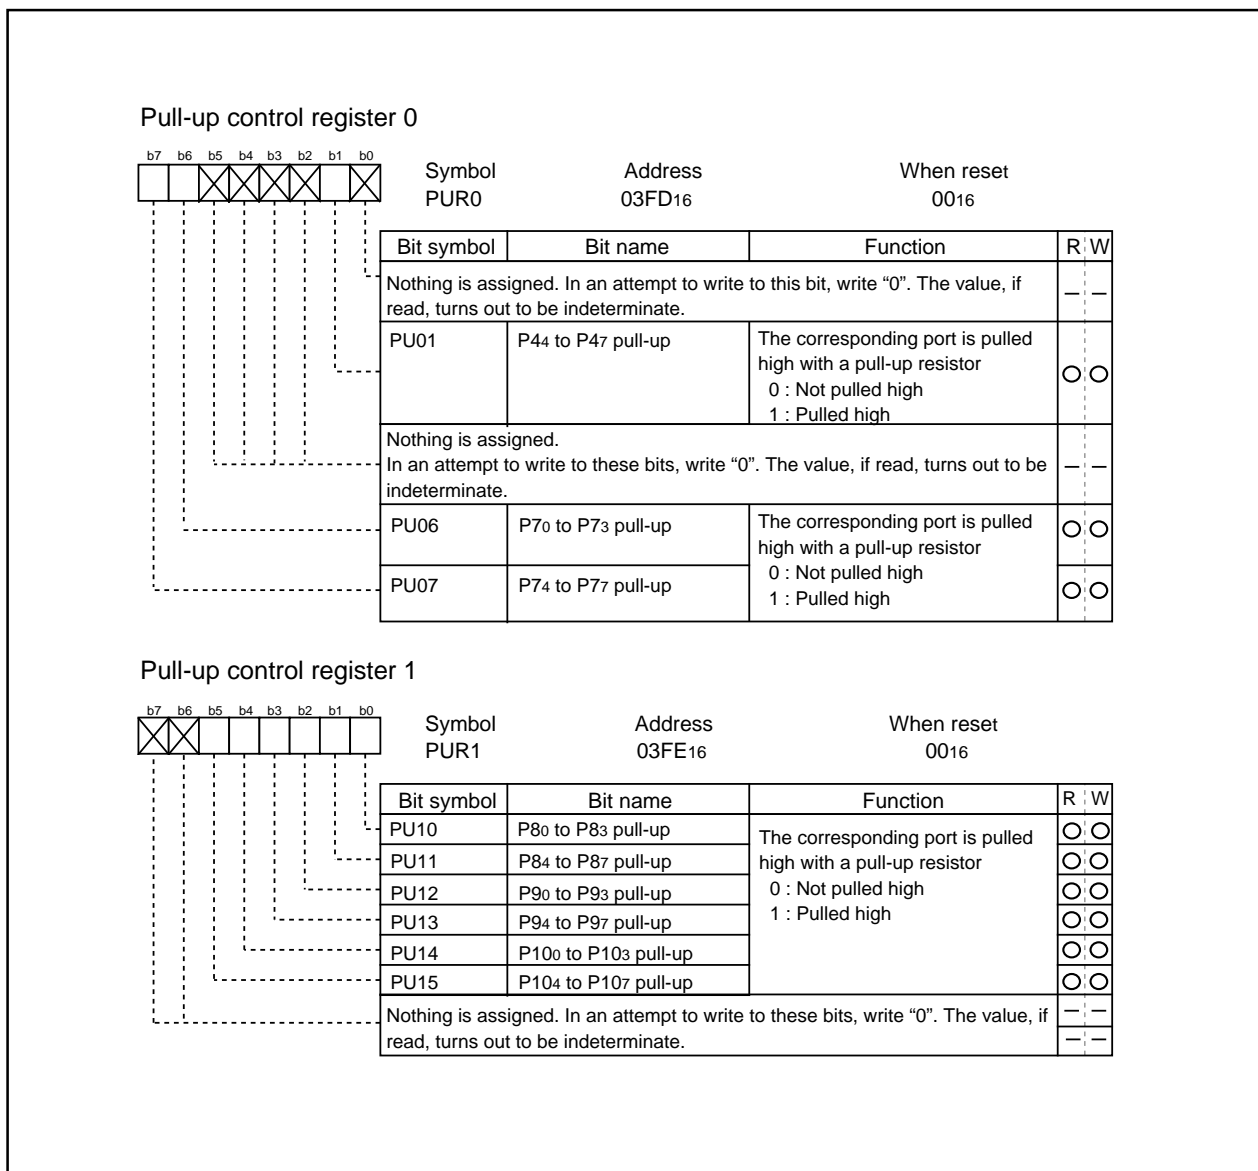 Pull-up control register 0
b7 b6 b5 b4 b3 b2 b1 b0
Symbol Address When reset
PUR0 03FD16 0016
Bit symbol Bit name Function R W
Nothing is assigned. In an attempt to write to this bit, write “0”. The value, if
read, turns out to be indeterminate.
– –
PU01 P44 to P47 pull-up The corresponding port is pulled
high with a pull-up resistor
0 : Not pulled high
1 : Pulled high
Nothing is assigned.
In an attempt to write to these bits, write “0”. The value, if read, turns out to be
indeterminate.
– –
PU06 P70 to P73 pull-up The corresponding port is pulled
high with a pull-up resistor
0 : Not pulled high
PU07 P74 to P77 pull-up
1 : Pulled high
Pull-up control register 1
b7 b6 b5 b4 b3 b2 b1 b0
Symbol Address When reset
PUR1 03FE16 0016
Bit symbol Bit name Function R W
PU10 P80 to P83 pull-up The corresponding port is pulled
PU11 P84 to P87 pull-up high with a pull-up resistor
PU12 P90 to P93 pull-up 0 : Not pulled high
PU13 P94 to P97 pull-up 1 : Pulled high
PU14 P100 to P103 pull-up
PU15 P104 to P107 pull-up
Nothing is assigned. In an attempt to write to these bits, write “0”. The value, if – –
read, turns out to be indeterminate. – –